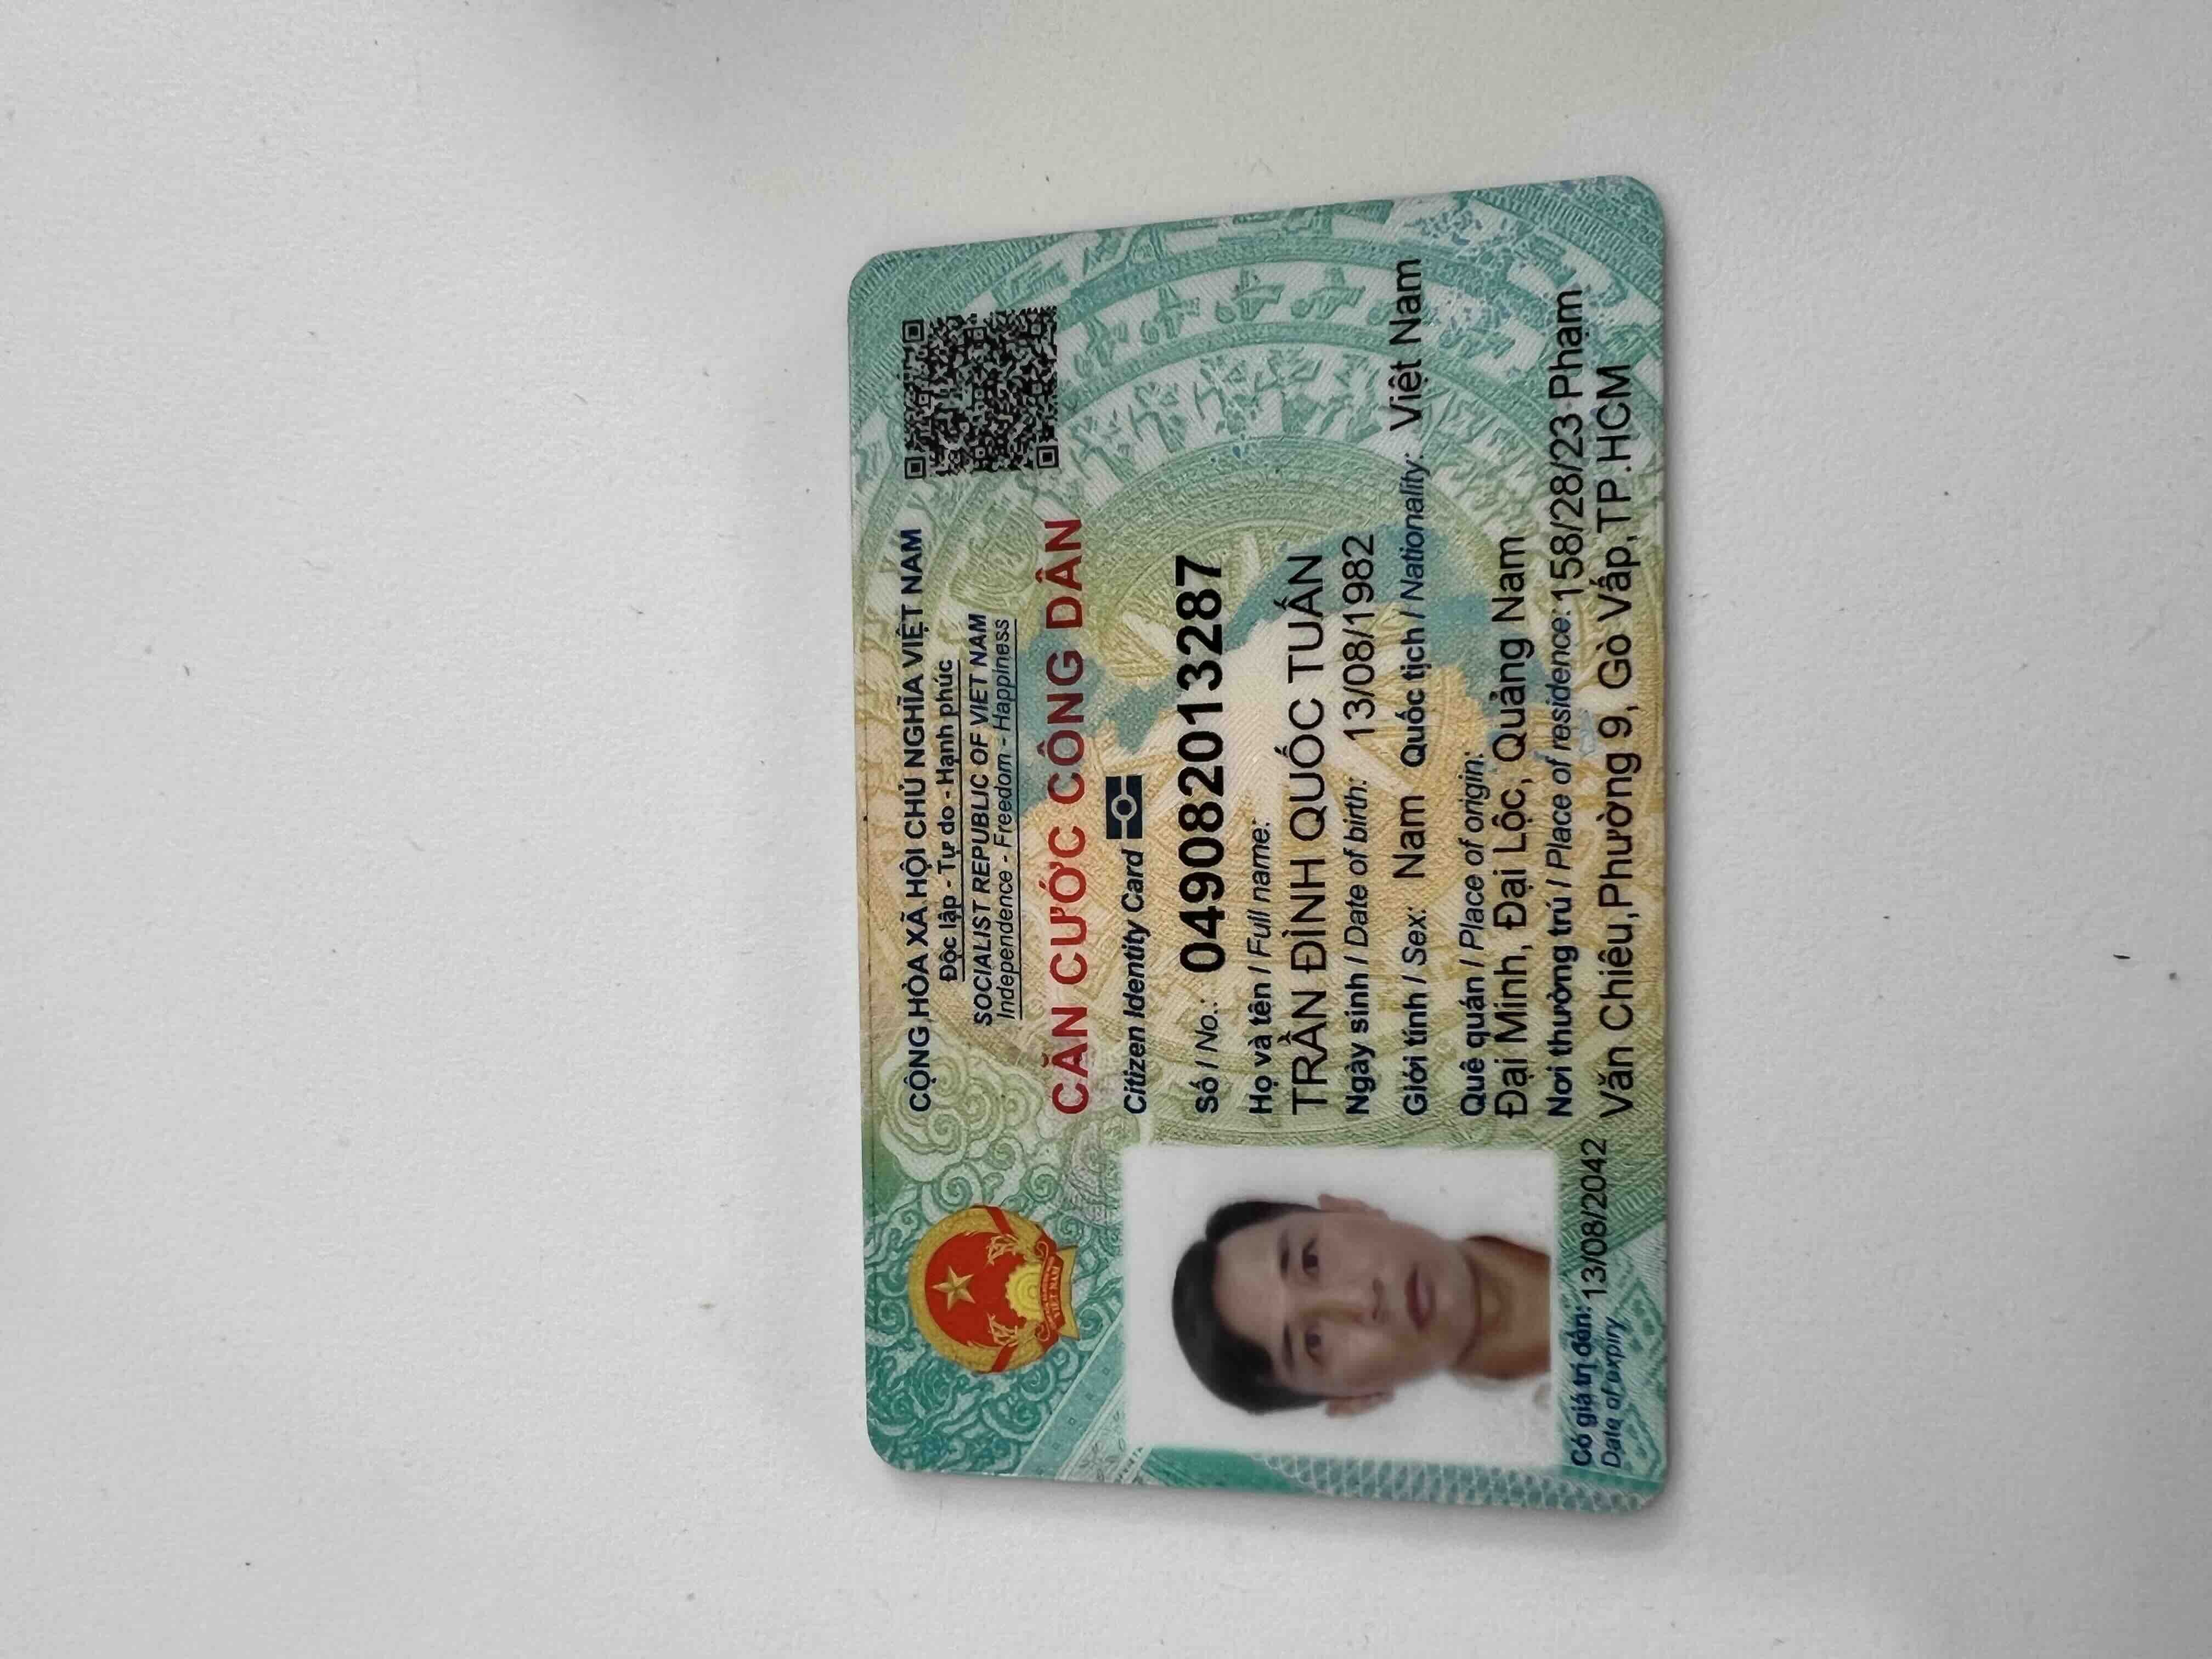 CỘNG HÒA XÃ HỘI CHỦ NGHĨA VIỆT NAM
Độc lập - Tự do - Hạnh phúc
SOCIALIST REPUBLIC OF VIET NAM
Independence - Freedom - Happiness
CĂN CƯỚC CÔNG DÂN
Citizen Identity Card
Số / No.: 049082013287
Họ và tên / Full name:
TRẦN ĐÌNH QUỐC TUẤN
Ngày sinh / Date of birth: 13/08/1982
Giới tính / Sex: Nam Quốc tịch / Nationality: Việt Nam
Quê quán / Place of origin:
Đại Minh, Đại Lộc, Quảng Nam
Nơi thường trú / Place of residence: 158/28/23 Phạm
Văn Chiêu,Phường 9, Gò Vấp,TP.HCM
Có giá trị đến: 13/08/2042
Date of expiry
VIỆT NAM